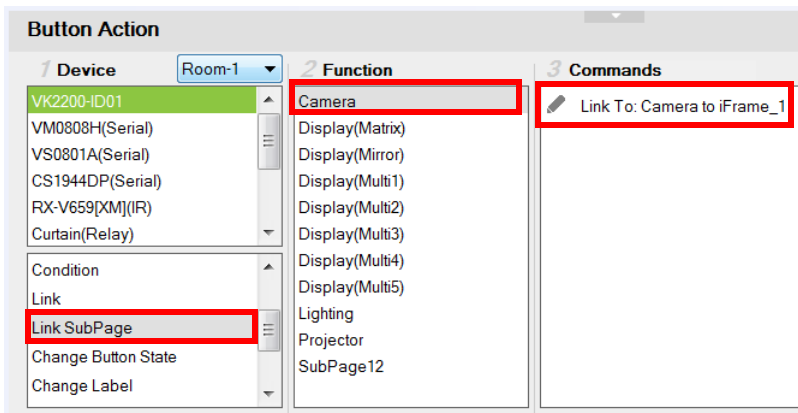 Button Action
1 Device
Room-1
VK2200-ID01
VM0808H(Serial)
VS0801A(Serial)
CS1944DP(Serial)
RX-V659[XM](IR)
Curtain(Relay)
Condition
Link
Link SubPage
Change Button State
Change Label
2 Function
Camera
Display(Matrix)
Display(Mirror)
Display(Multi1)
Display(Multi2)
Display(Multi3)
Display(Multi4)
Display(Multi5)
Lighting
Projector
SubPage12
3 Commands
Link To: Camera to iFrame_1